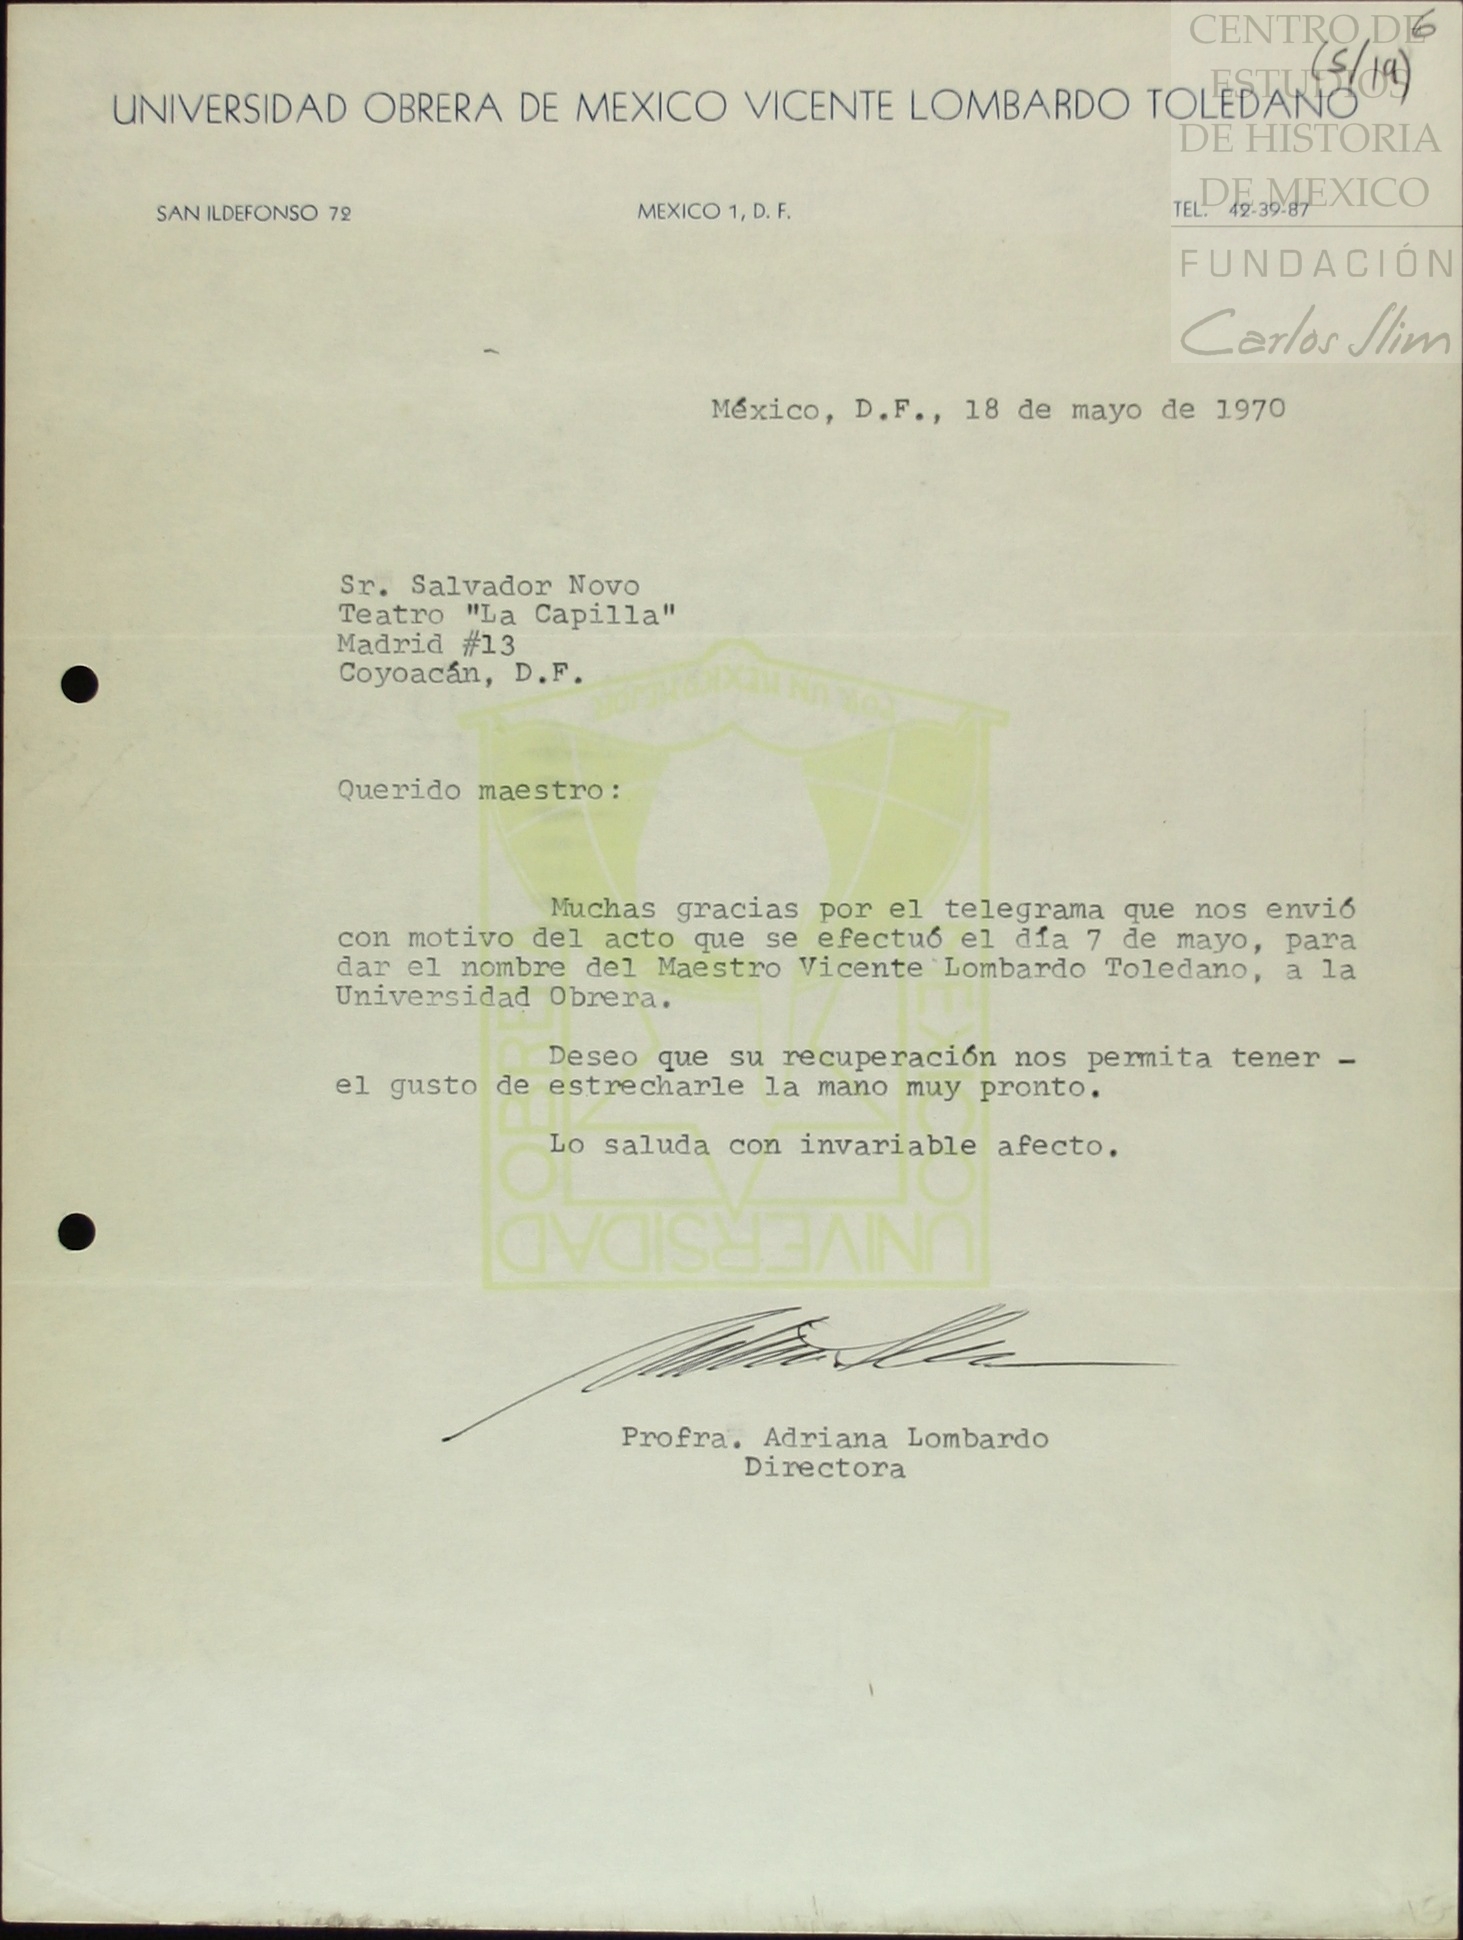 CENTRO DE
ESTUDIOS
DE HISTORIA
DE MEXICO
FUNDACIÓN
Carlos Slim
6
(5/19)
UNIVERSIDAD OBRERA DE MEXICO VICENTE LOMBARDO TOLEDANO
SAN ILDEFONSO 72 MEXICO 1, D. F. TEL. 42-39-87
México, D.F., 18 de mayo de 1970
Sr. Salvador Novo
Teatro "La Capilla"
Madrid #13
Coyoacán, D.F.
Querido maestro:
Muchas gracias por el telegrama que nos envió
con motivo del acto que se efectuó el día 7 de mayo, para
dar el nombre del Maestro Vicente Lombardo Toledano, a la
Universidad Obrera.
Deseo que su recuperación nos permita tener -
el gusto de estrecharle la mano muy pronto.
Lo saluda con invariable afecto.
UNIVERSIDAD
Profra. Adriana Lombardo
Directora